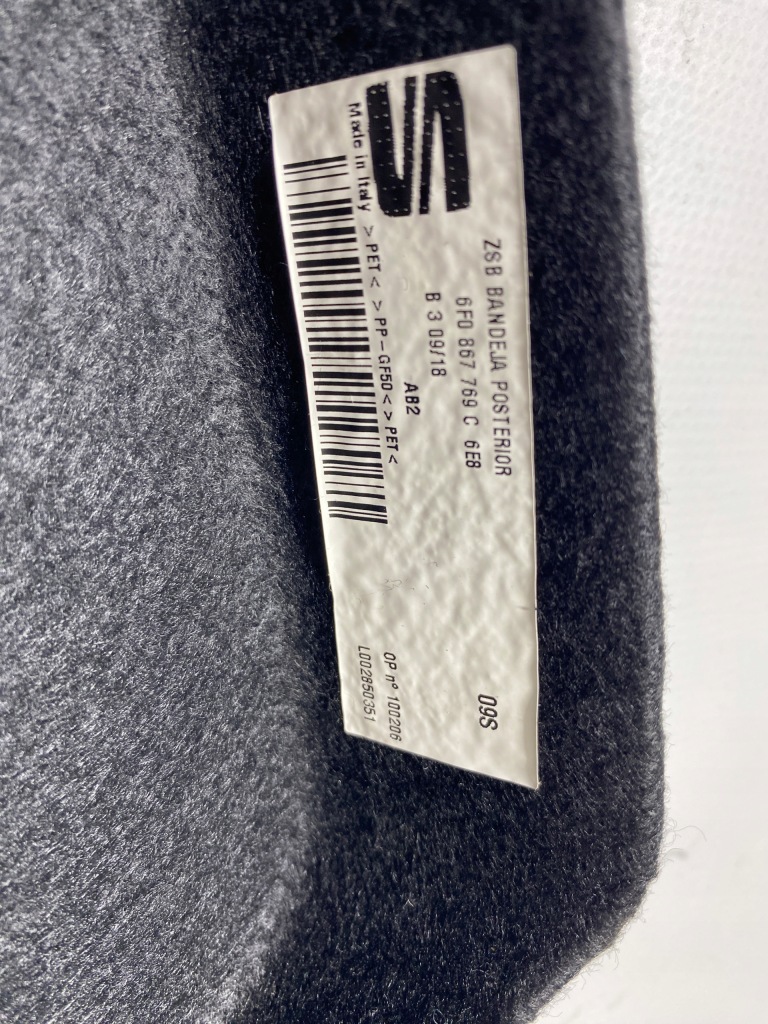 ZSB BANDEJA POSTERIOR
6F0 867 769 C 6E8
B 3 09/18
AB2
Made in Italy >PET< >PP-GF50<>PET<
09S
OP nº 100206
L002850351